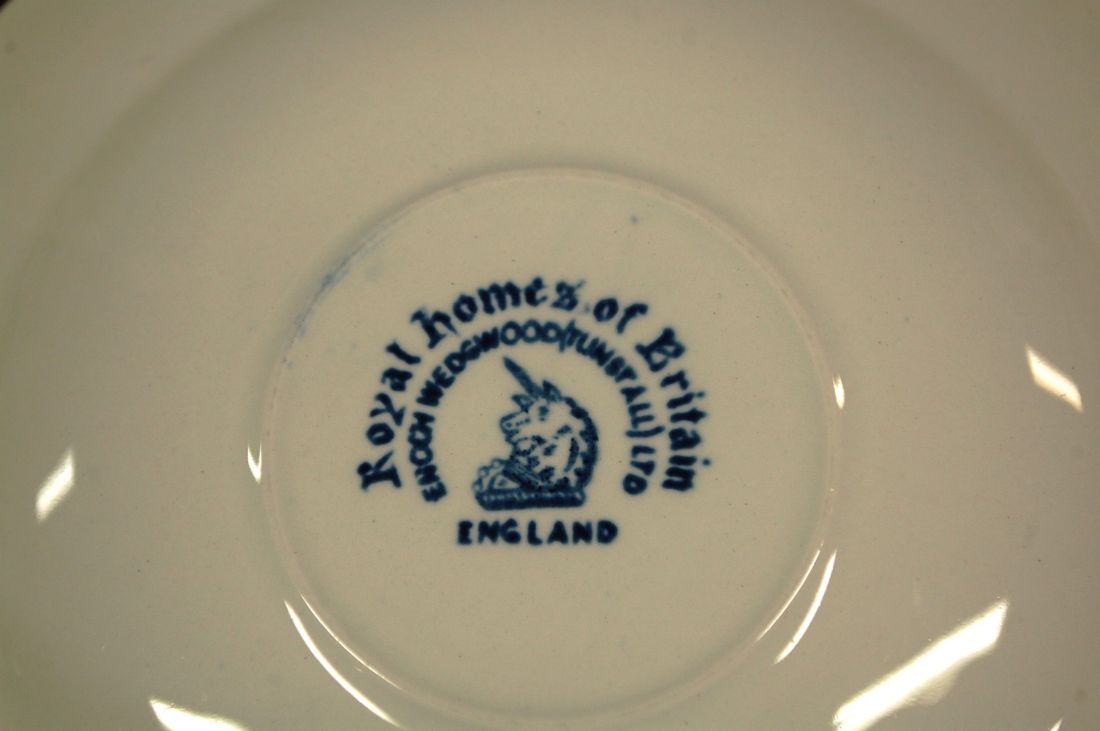 Royal homes of Britain
ENOCH WEDGWOOD (TUNSTALL) LTD
ENGLAND